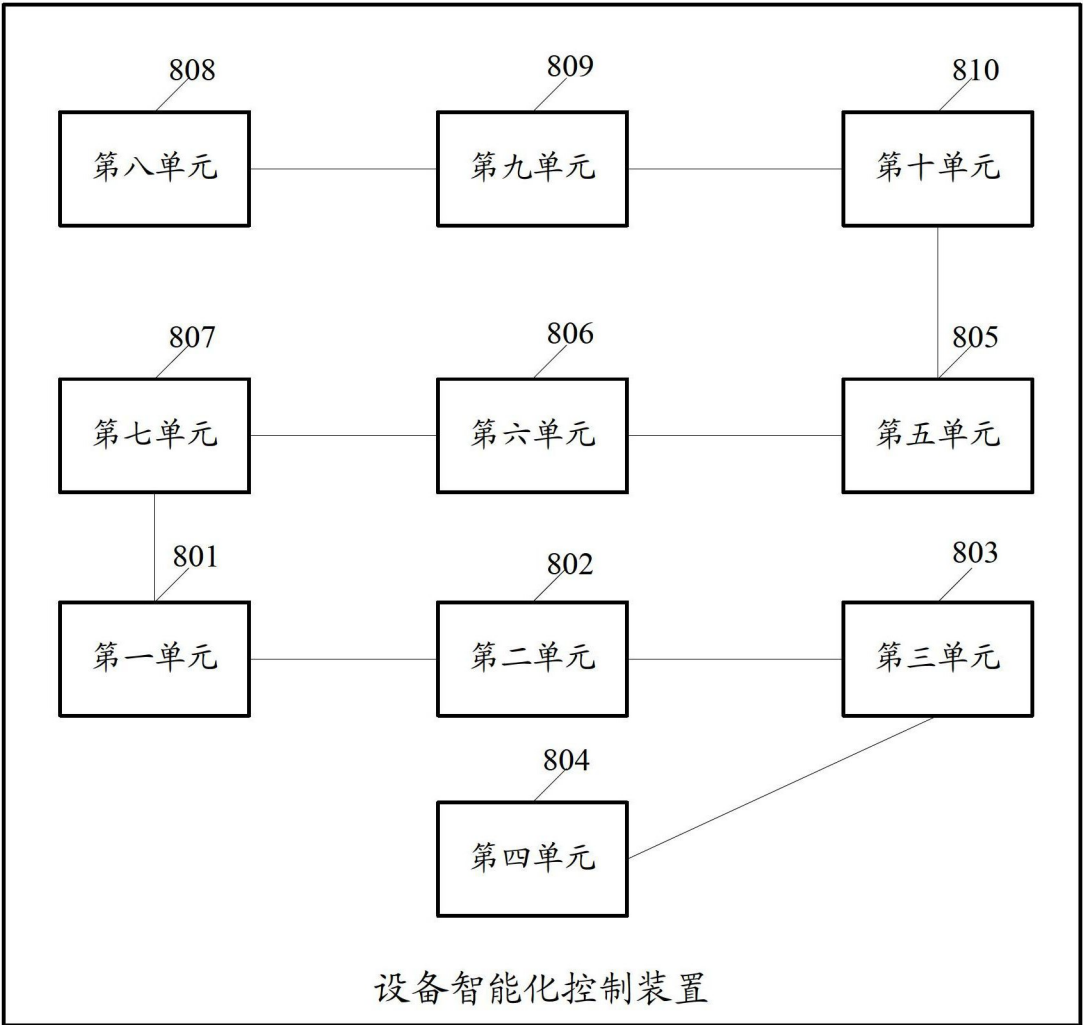 808
809
810
第八单元
第九单元
第十单元
807
806
805
第七单元
第六单元
第五单元
801
802
803
第一单元
第二单元
第三单元
804
第四单元
设备智能化控制装置